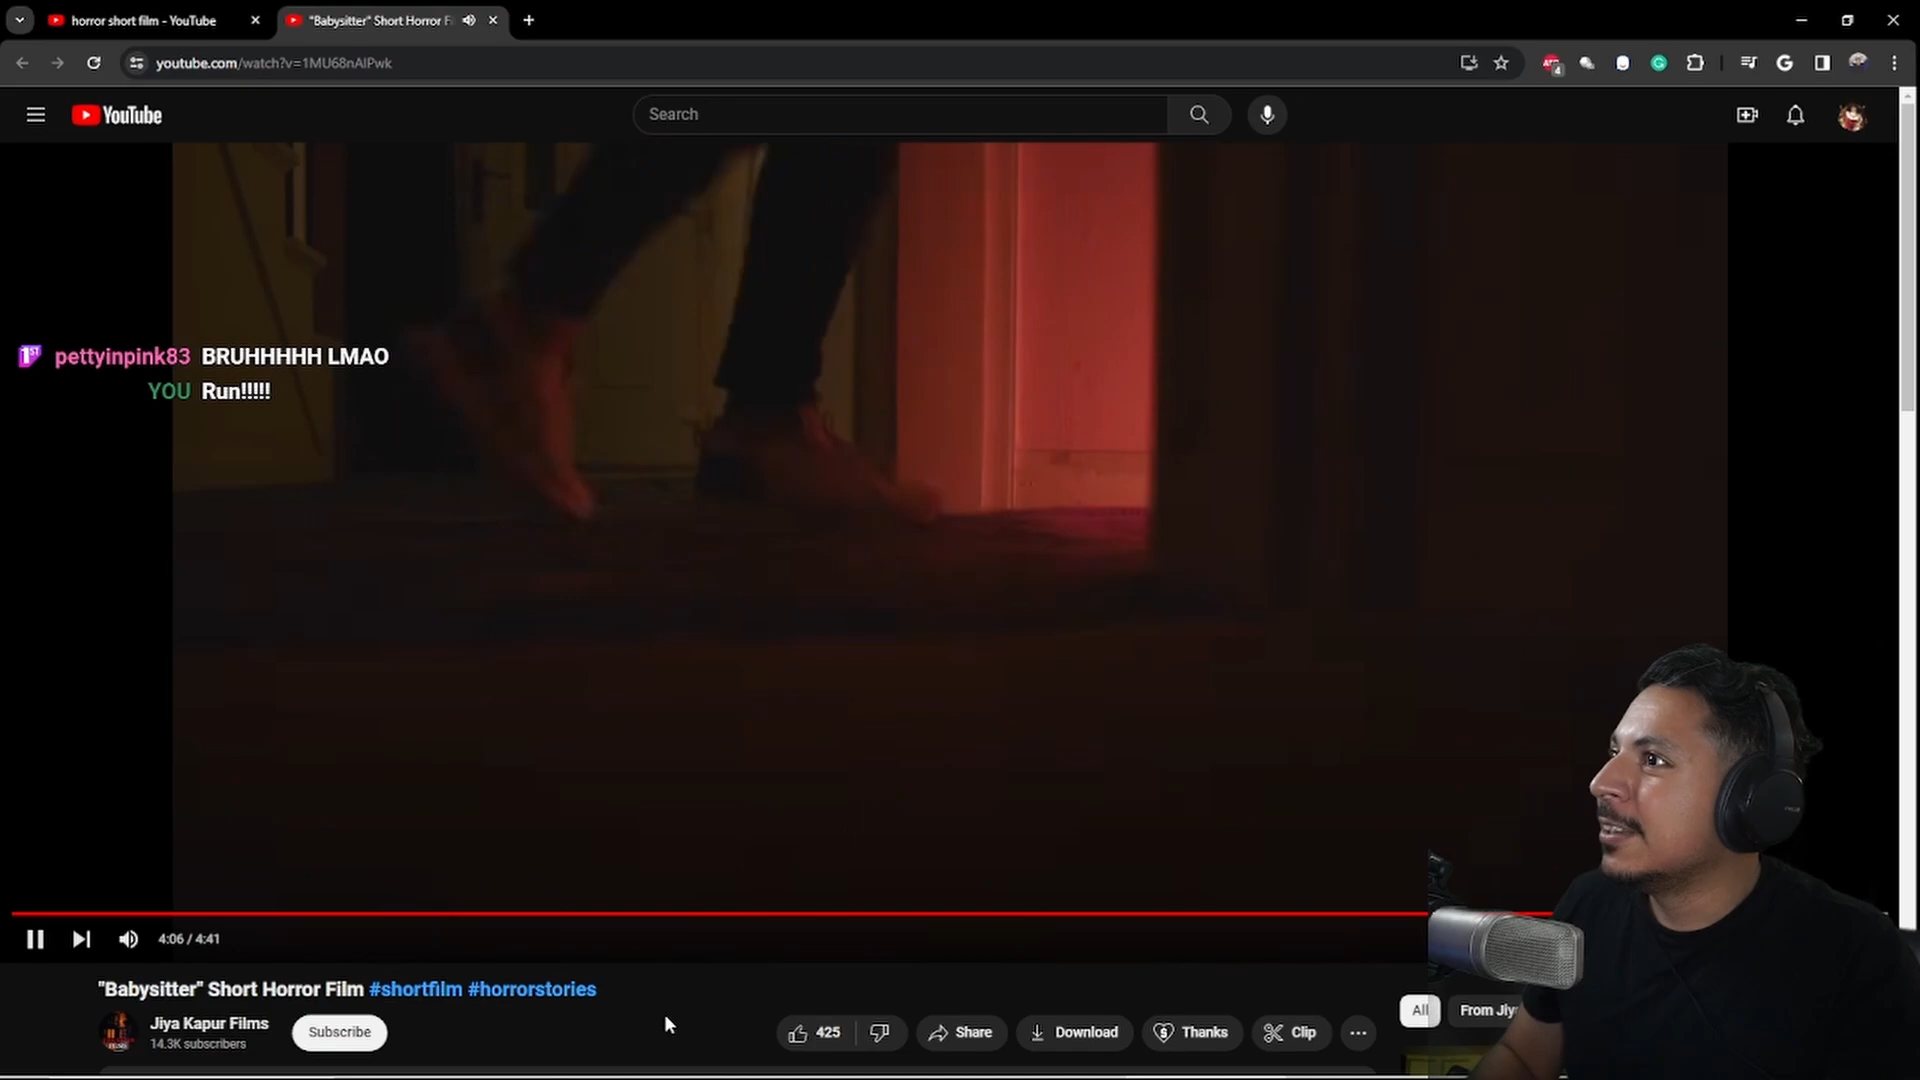 horror short film - YouTube
"Babysitter" Short Horror F
youtube.com/watch?v=1MU68nAlPwk
4
YouTube
Search
1ST pettyinpink83 BRUHHHHH LMAO
YOU Run!!!!!
4:06 / 4:41
"Babysitter" Short Horror Film #shortfilm #horrorstories
Jiya Kapur Films
14.3K subscribers
Subscribe
425
Share
Download
Thanks
Clip
All
From Jiy